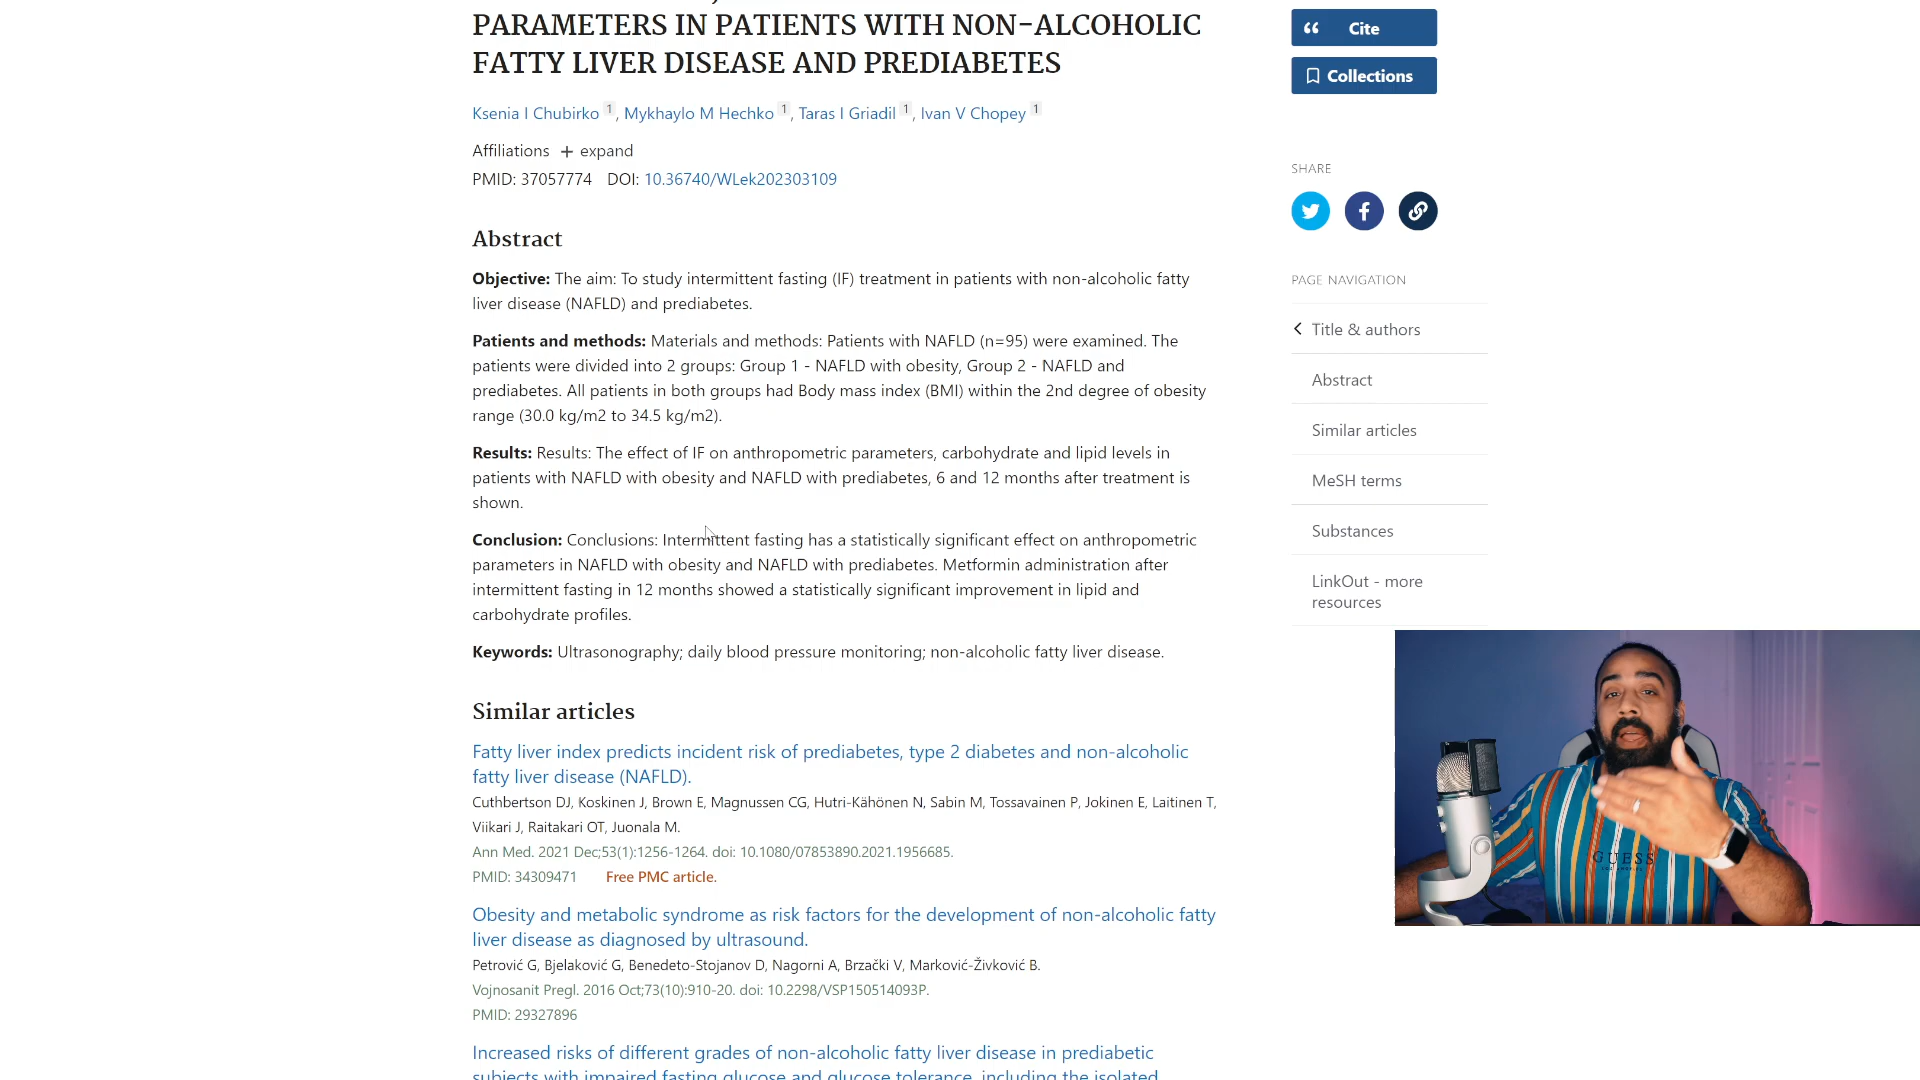 PARAMETERS IN PATIENTS WITH NON-ALCOHOLIC
FATTY LIVER DISEASE AND PREDIABETES
Ksenia I Chubirko 1, Mykhaylo M Hechko 1, Taras I Griadil 1, Ivan V Chopey 1
Affiliations + expand
PMID: 37057774 DOI: 10.36740/WLek202303109
Abstract
Objective: The aim: To study intermittent fasting (IF) treatment in patients with non-alcoholic fatty
liver disease (NAFLD) and prediabetes.
Patients and methods: Materials and methods: Patients with NAFLD (n=95) were examined. The
patients were divided into 2 groups: Group 1 - NAFLD with obesity, Group 2 - NAFLD and
prediabetes. All patients in both groups had Body mass index (BMI) within the 2nd degree of obesity
range (30.0 kg/m2 to 34.5 kg/m2).
Results: Results: The effect of IF on anthropometric parameters, carbohydrate and lipid levels in
patients with NAFLD with obesity and NAFLD with prediabetes, 6 and 12 months after treatment is
shown.
Conclusion: Conclusions: Intermittent fasting has a statistically significant effect on anthropometric
parameters in NAFLD with obesity and NAFLD with prediabetes. Metformin administration after
intermittent fasting in 12 months showed a statistically significant improvement in lipid and
carbohydrate profiles.
Keywords: Ultrasonography; daily blood pressure monitoring; non-alcoholic fatty liver disease.
Similar articles
Fatty liver index predicts incident risk of prediabetes, type 2 diabetes and non-alcoholic
fatty liver disease (NAFLD).
Cuthbertson DJ, Koskinen J, Brown E, Magnussen CG, Hutri-Kähönen N, Sabin M, Tossavainen P, Jokinen E, Laitinen T,
Viikari J, Raitakari OT, Juonala M.
Ann Med. 2021 Dec;53(1):1256-1264. doi: 10.1080/07853890.2021.1956685.
PMID: 34309471 Free PMC article.
Obesity and metabolic syndrome as risk factors for the development of non-alcoholic fatty
liver disease as diagnosed by ultrasound.
Petrović G, Bjelaković G, Benedeto-Stojanov D, Nagorni A, Brzački V, Marković-Živković B.
Vojnosanit Pregl. 2016 Oct;73(10):910-20. doi: 10.2298/VSP150514093P.
PMID: 29327896
Increased risks of different grades of non-alcoholic fatty liver disease in prediabetic
subjects with impaired fasting glucose and glucose tolerance, including the isolated
Cite
Collections
SHARE
PAGE NAVIGATION
Title & authors
Abstract
Similar articles
MeSH terms
Substances
LinkOut - more
resources
GUESS